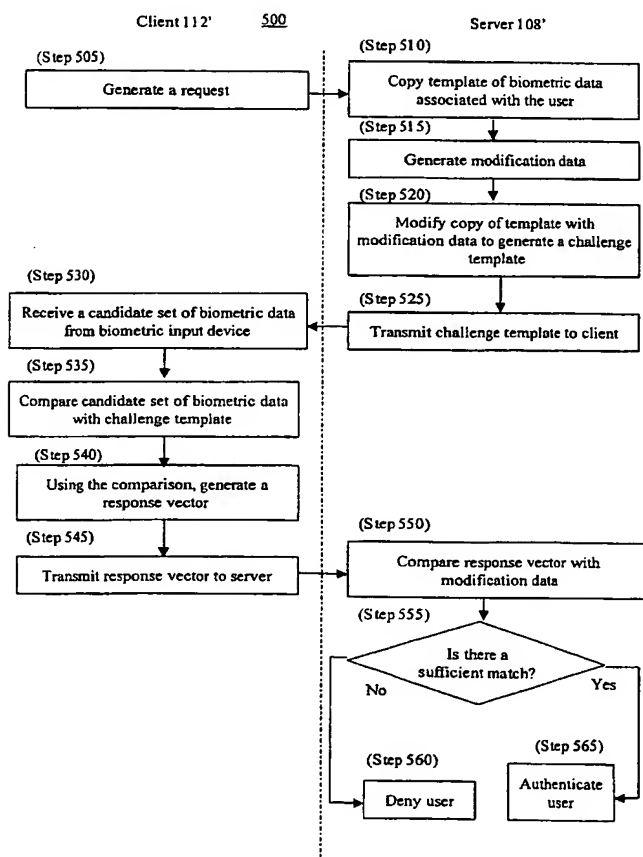 Client 112' 500 Server 108'
(Step 505)
Generate a request
(Step 510)
Copy template of biometric data
associated with the user
(Step 515)
Generate modification data
(Step 520)
Modify copy of template with
modification data to generate a challenge
template
(Step 525)
Transmit challenge template to client
(Step 530)
Receive a candidate set of biometric data
from biometric input device
(Step 535)
Compare candidate set of biometric data
with challenge template
(Step 540)
Using the comparison, generate a
response vector
(Step 545)
Transmit response vector to server
(Step 550)
Compare response vector with
modification data
(Step 555)
Is there a
sufficient match?
No Yes
(Step 560)
Deny user
(Step 565)
Authenticate
user